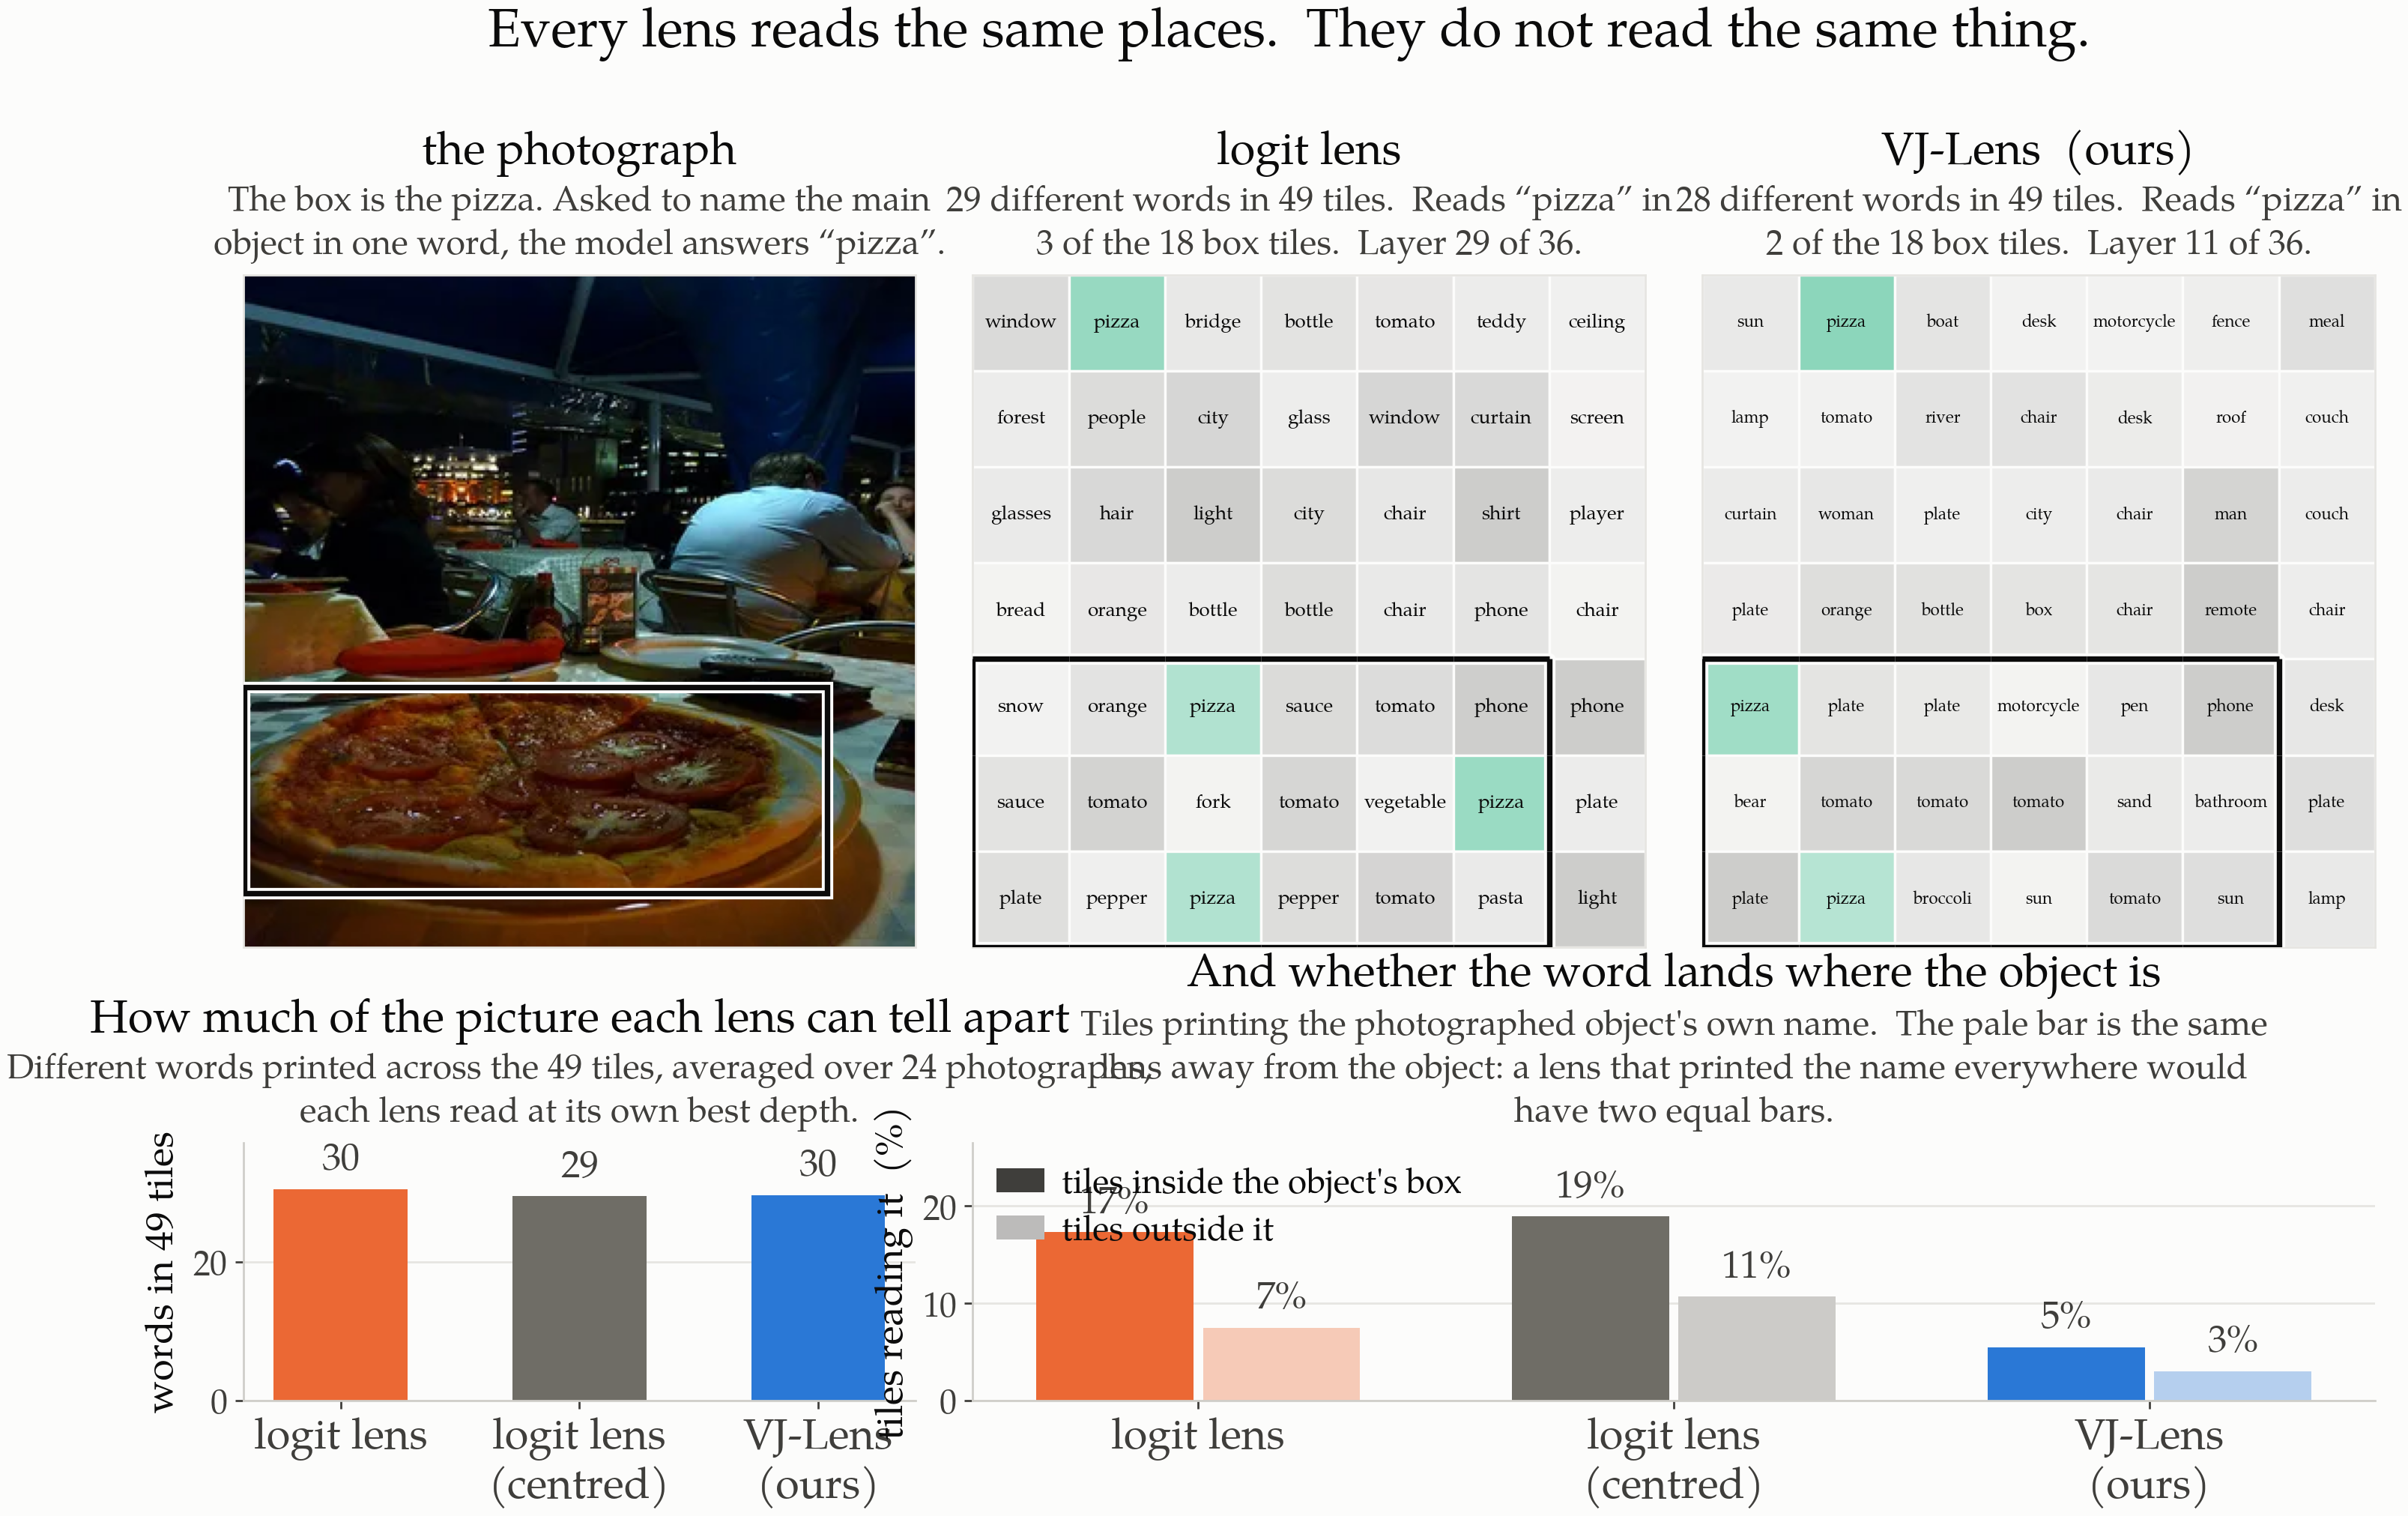 Every lens reads the same places.  They do not read the same thing.
the photograph
The box is the pizza. Asked to name the main
object in one word, the model answers “pizza”.
logit lens
29 different words in 49 tiles.  Reads “pizza” in
3 of the 18 box tiles.  Layer 29 of 36.
VJ-Lens  (ours)
28 different words in 49 tiles.  Reads “pizza” in
2 of the 18 box tiles.  Layer 11 of 36.
window pizza bridge bottle tomato teddy ceiling
forest people city glass window curtain screen
glasses hair light city chair shirt player
bread orange bottle bottle chair phone chair
snow orange pizza sauce tomato phone phone
sauce tomato fork tomato vegetable pizza plate
plate pepper pizza pepper tomato pasta light
sun pizza boat desk motorcycle fence meal
lamp tomato river chair desk roof couch
curtain woman plate city chair man couch
plate orange bottle box chair remote chair
pizza plate plate motorcycle pen phone desk
bear tomato tomato tomato sand bathroom plate
plate pizza broccoli sun tomato sun lamp
How much of the picture each lens can tell apart
Different words printed across the 49 tiles, averaged over 24 photographs,
each lens read at its own best depth.
words in 49 tiles
20
0
30
29
30
logit lens
logit lens
(centred)
VJ-Lens
(ours)
And whether the word lands where the object is
Tiles printing the photographed object's own name.  The pale bar is the same
lens away from the object: a lens that printed the name everywhere would
have two equal bars.
tiles reading it  (%)
20
10
0
tiles inside the object's box
tiles outside it
17%
7%
19%
11%
5%
3%
logit lens
logit lens
(centred)
VJ-Lens
(ours)